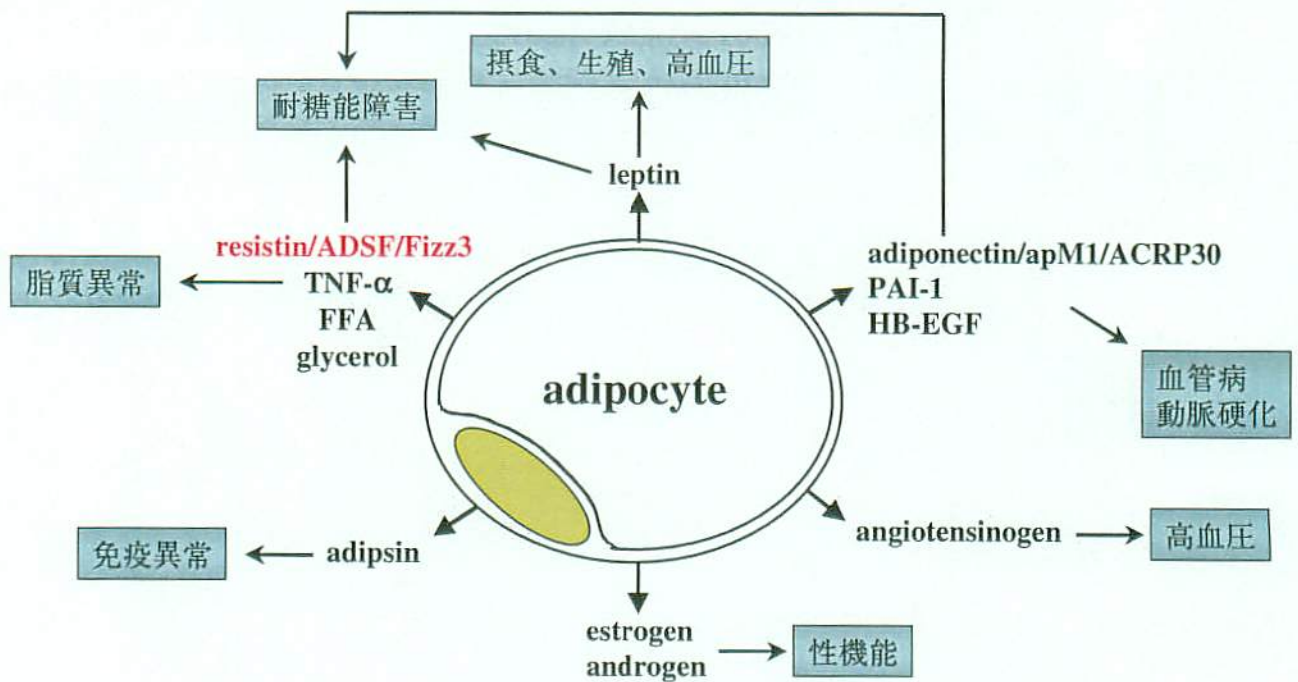 摂食、生殖、高血圧
耐糖能障害
leptin
resistin/ADSF/Fizz3
TNF-α
FFA
glycerol
脂質異常
adiponectin/apM1/ACRP30
PAI-1
HB-EGF
adipocyte
血管病
動脈硬化
angiotensinogen
高血圧
adipsin
免疫異常
estrogen
androgen
性機能